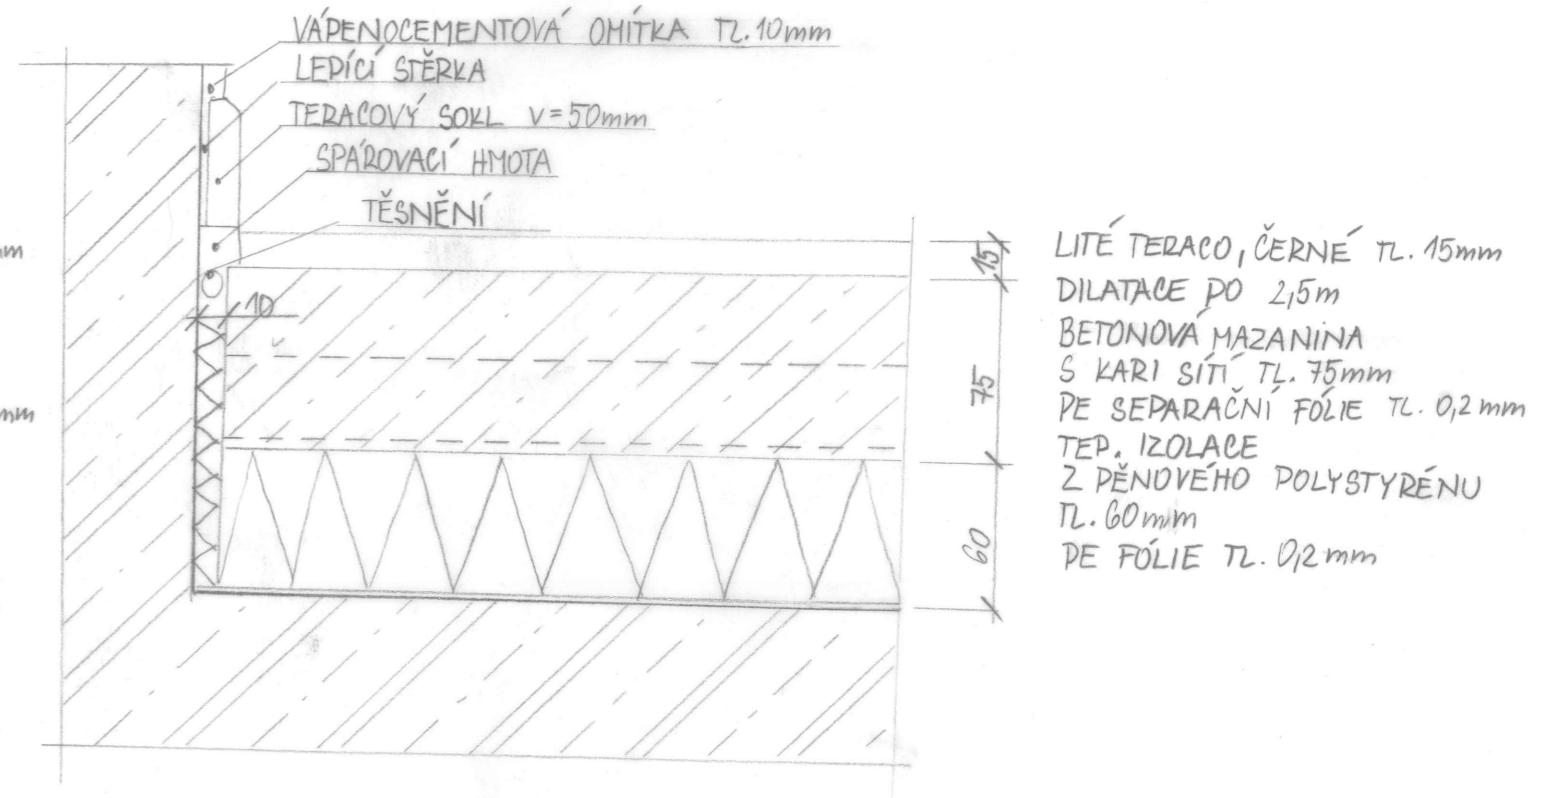 VÁPENOCEMENTOVÁ OMÍTKA TL. 10mm
LEPÍCÍ STĚRKA
TERACOVÝ SOKL V=50mm
SPÁROVACÍ HMOTA
TĚSNĚNÍ
mm
mm
10
15
75
60
LITÉ TERACO, ČERNÉ TL. 15mm
DILATACE PO 2,5m
BETONOVÁ MAZANINA
S KARI SÍTÍ TL. 75mm
PE SEPARAČNÍ FÓLIE TL. 0,2mm
TEP. IZOLACE
Z PĚNOVÉHO POLYSTYRÉNU
TL. 60mm
PE FÓLIE TL. 0,2mm